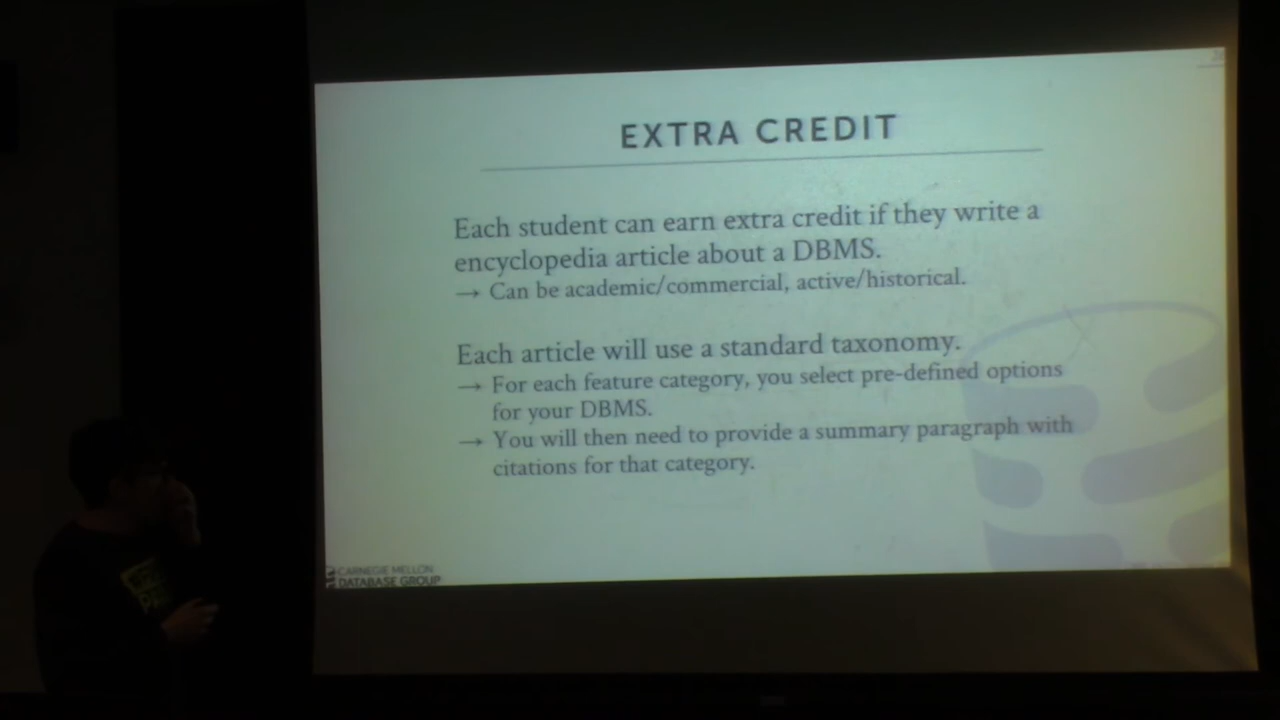 EXTRA CREDIT
Each student can earn extra credit if they write a
encyclopedia article about a DBMS.
→ Can be academic/commercial, active/historical.
Each article will use a standard taxonomy.
→ For each feature category, you select pre-defined options
for your DBMS.
→ You will then need to provide a summary paragraph with
citations for that category.
CARNEGIE MELLON
DATABASE GROUP